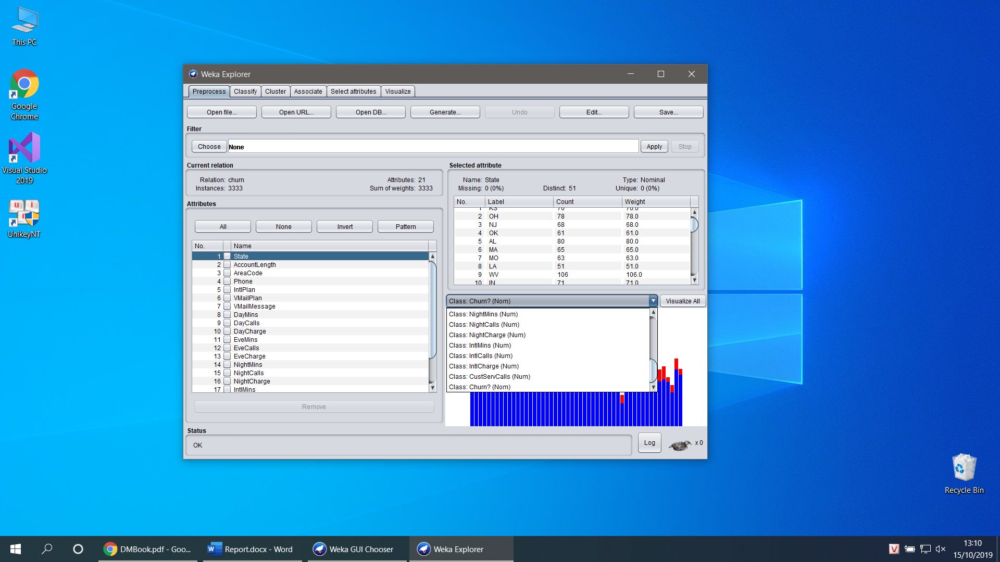 This PC
Google
Chrome
Visual Studio
2019
UnikeyNT
Recycle Bin
Weka Explorer
Preprocess Classify Cluster Associate Select attributes Visualize
Open file... Open URL... Open DB... Generate... Undo Edit... Save...
Filter
Choose None Apply Stop
Current relation
Relation: churn Attributes: 21
Instances: 3333 Sum of weights: 3333
Attributes
All None Invert Pattern
No. Name
1 State
2 AccountLength
3 AreaCode
4 Phone
5 IntlPlan
6 VMailPlan
7 VMailMessage
8 DayMins
9 DayCalls
10 DayCharge
11 EveMins
12 EveCalls
13 EveCharge
14 NightMins
15 NightCalls
16 NightCharge
17 IntlMins
Remove
Selected attribute
Name: State Type: Nominal
Missing: 0 (0%) Distinct: 51 Unique: 0 (0%)
No. Label Count Weight
1 KS 70 70.0
2 OH 78 78.0
3 NJ 68 68.0
4 OK 61 61.0
5 AL 80 80.0
6 MA 65 65.0
7 MO 63 63.0
8 LA 51 51.0
9 WV 106 106.0
10 IN 71 71.0
Class: Churn? (Nom) Visualize All
Class: NightMins (Num)
Class: NightCalls (Num)
Class: NightCharge (Num)
Class: IntlMins (Num)
Class: IntlCalls (Num)
Class: IntlCharge (Num)
Class: CustServCalls (Num)
Class: Churn? (Nom)
Status
OK Log x 0
DMBook.pdf - Goo... Report.docx - Word Weka GUI Chooser Weka Explorer
13:10
15/10/2019